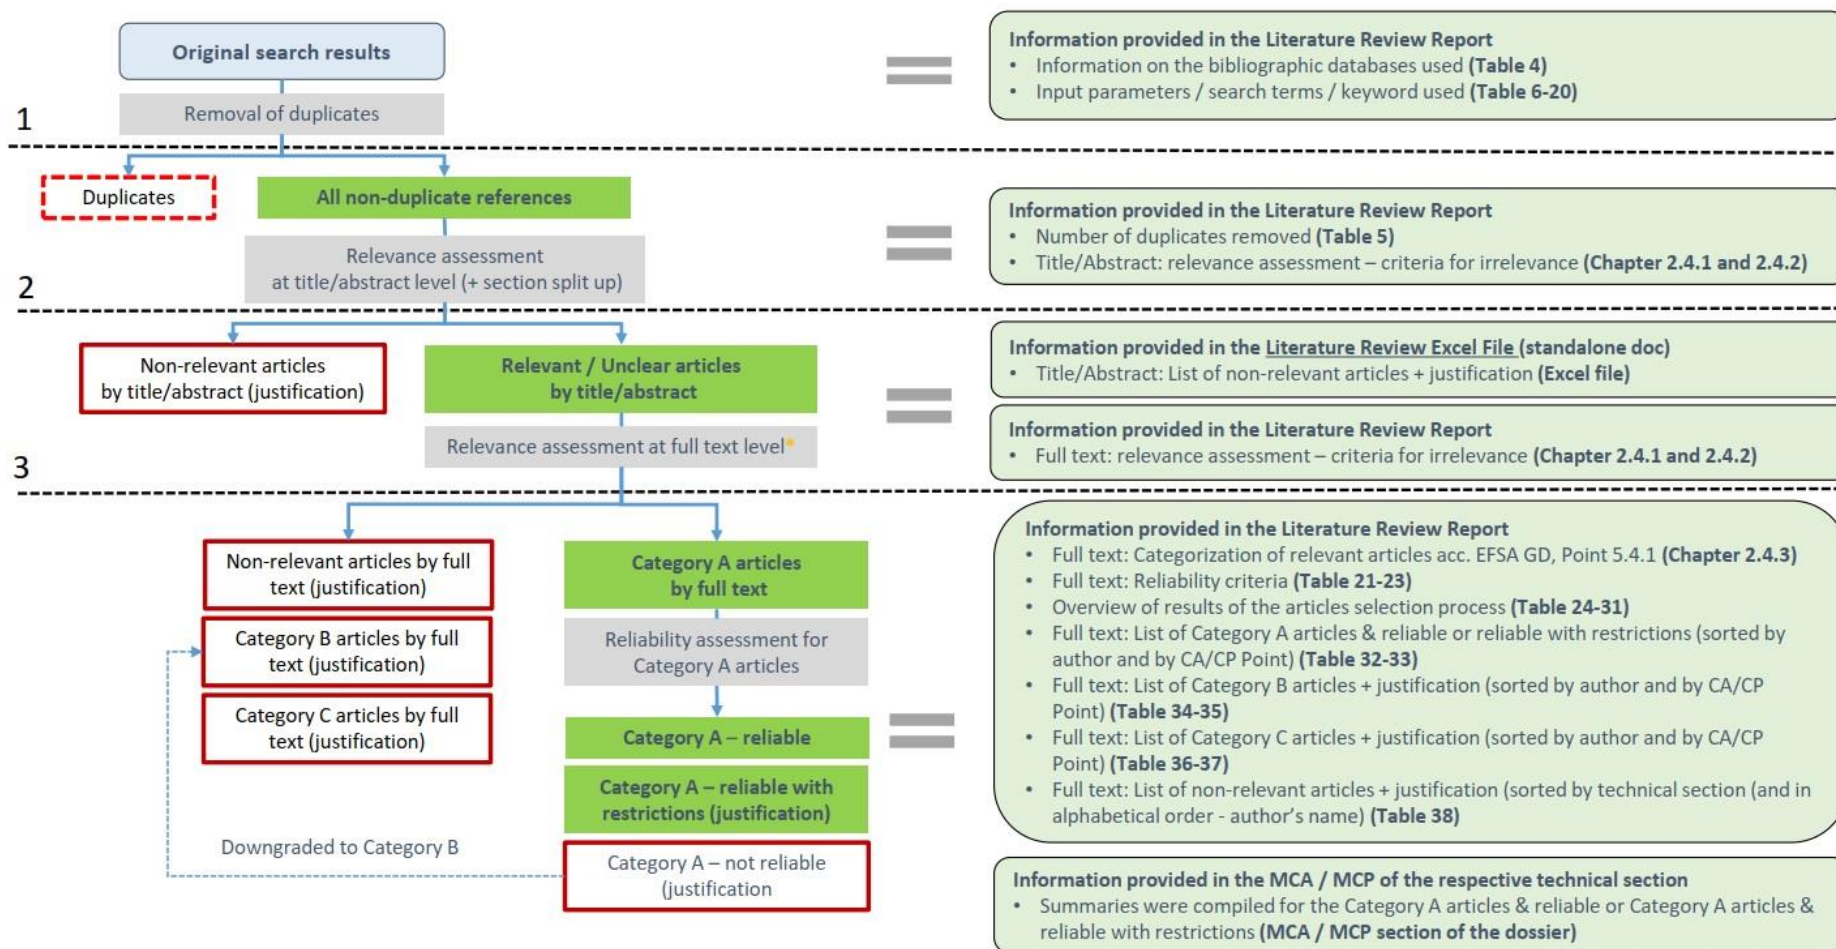 Original search results
Removal of duplicates
1
Information provided in the Literature Review Report
• Information on the bibliographic databases used (Table 4)
• Input parameters / search terms / keyword used (Table 6-20)
Duplicates
All non-duplicate references
Relevance assessment
at title/abstract level (+ section split up)
2
Information provided in the Literature Review Report
• Number of duplicates removed (Table 5)
• Title/Abstract: relevance assessment – criteria for irrelevance (Chapter 2.4.1 and 2.4.2)
Non-relevant articles
by title/abstract (justification)
Relevant / Unclear articles
by title/abstract
Relevance assessment at full text level*
3
Information provided in the Literature Review Excel File (standalone doc)
• Title/Abstract: List of non-relevant articles + justification (Excel file)
Information provided in the Literature Review Report
• Full text: relevance assessment – criteria for irrelevance (Chapter 2.4.1 and 2.4.2)
Non-relevant articles by full
text (justification)
Category B articles by full
text (justification)
Category C articles by full
text (justification)
Downgraded to Category B
Category A articles
by full text
Reliability assessment for
Category A articles
Category A – reliable
Category A – reliable with
restrictions (justification)
Category A – not reliable
(justification
Information provided in the Literature Review Report
• Full text: Categorization of relevant articles acc. EFSA GD, Point 5.4.1 (Chapter 2.4.3)
• Full text: Reliability criteria (Table 21-23)
• Overview of results of the articles selection process (Table 24-31)
• Full text: List of Category A articles & reliable or reliable with restrictions (sorted by
author and by CA/CP Point) (Table 32-33)
• Full text: List of Category B articles + justification (sorted by author and by CA/CP
Point) (Table 34-35)
• Full text: List of Category C articles + justification (sorted by author and by CA/CP
Point) (Table 36-37)
• Full text: List of non-relevant articles + justification (sorted by technical section (and in
alphabetical order - author's name) (Table 38)
Information provided in the MCA / MCP of the respective technical section
• Summaries were compiled for the Category A articles & reliable or Category A articles &
reliable with restrictions (MCA / MCP section of the dossier)